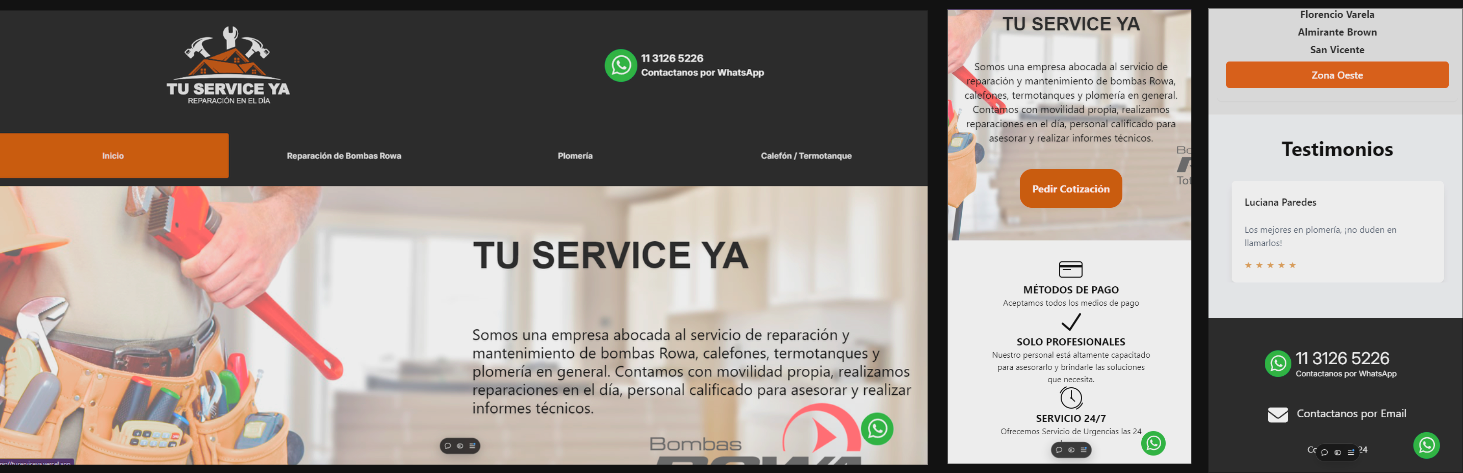 TU SERVICE YA
REPARACIÓN EN EL DÍA
11 3126 5226
Contactanos por WhatsApp
Inicio
Reparación de Bombas Rowa
Plomería
Calefón / Termotanque
TU SERVICE YA
Somos una empresa abocada al servicio de reparación y
mantenimiento de bombas Rowa, calefones, termotanques y
plomería en general. Contamos con movilidad propia, realizamos
reparaciones en el día, personal calificado para asesorar y realizar
informes técnicos.
Bombas
ROWA
TU SERVICE YA
Somos una empresa abocada al servicio de
reparación y mantenimiento de bombas Rowa,
calefones, termotanques y plomería en general.
Contamos con movilidad propia, realizamos
reparaciones en el día, personal calificado para
asesorar y realizar informes técnicos.
Pedir Cotización
MÉTODOS DE PAGO
Aceptamos todos los medios de pago
SOLO PROFESIONALES
Nuestro personal está altamente capacitado
para asesorarlo y brindarle las soluciones
que necesita.
SERVICIO 24/7
Ofrecemos Servicio de Urgencias las 24
Florencio Varela
Almirante Brown
San Vicente
Zona Oeste
Testimonios
Luciana Paredes
Los mejores en plomería, ¡no duden en
llamarlos!
11 3126 5226
Contactanos por WhatsApp
Contactanos por Email
24